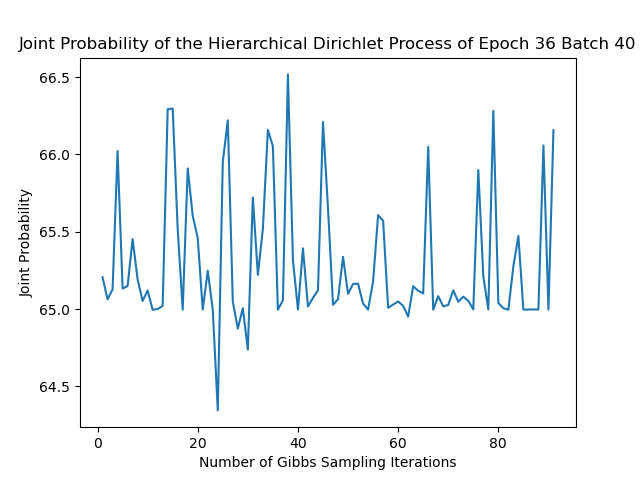 Joint Probability of the Hierarchical Dirichlet Process of Epoch 36 Batch 40
66.5
66.0
65.5
65.0
64.5
Joint Probability
0 20 40 60 80
Number of Gibbs Sampling Iterations